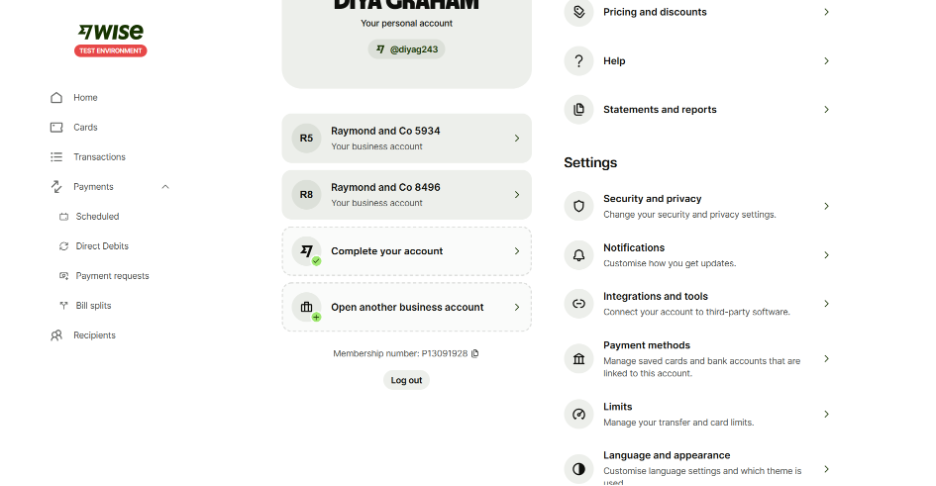 WISE
TEST ENVIRONMENT
Home
Cards
Transactions
Payments
Scheduled
Direct Debits
Payment requests
Bill splits
Recipients
DIYA GRAHAM
Your personal account
@diyag243
R5
Raymond and Co 5934
Your business account
R8
Raymond and Co 8496
Your business account
Complete your account
Open another business account
Membership number: P13091928
Log out
Pricing and discounts
Help
Statements and reports
Settings
Security and privacy
Change your security and privacy settings.
Notifications
Customise how you get updates.
Integrations and tools
Connect your account to third-party software.
Payment methods
Manage saved cards and bank accounts that are
linked to this account.
Limits
Manage your transfer and card limits.
Language and appearance
Customise language settings and which theme is
used.